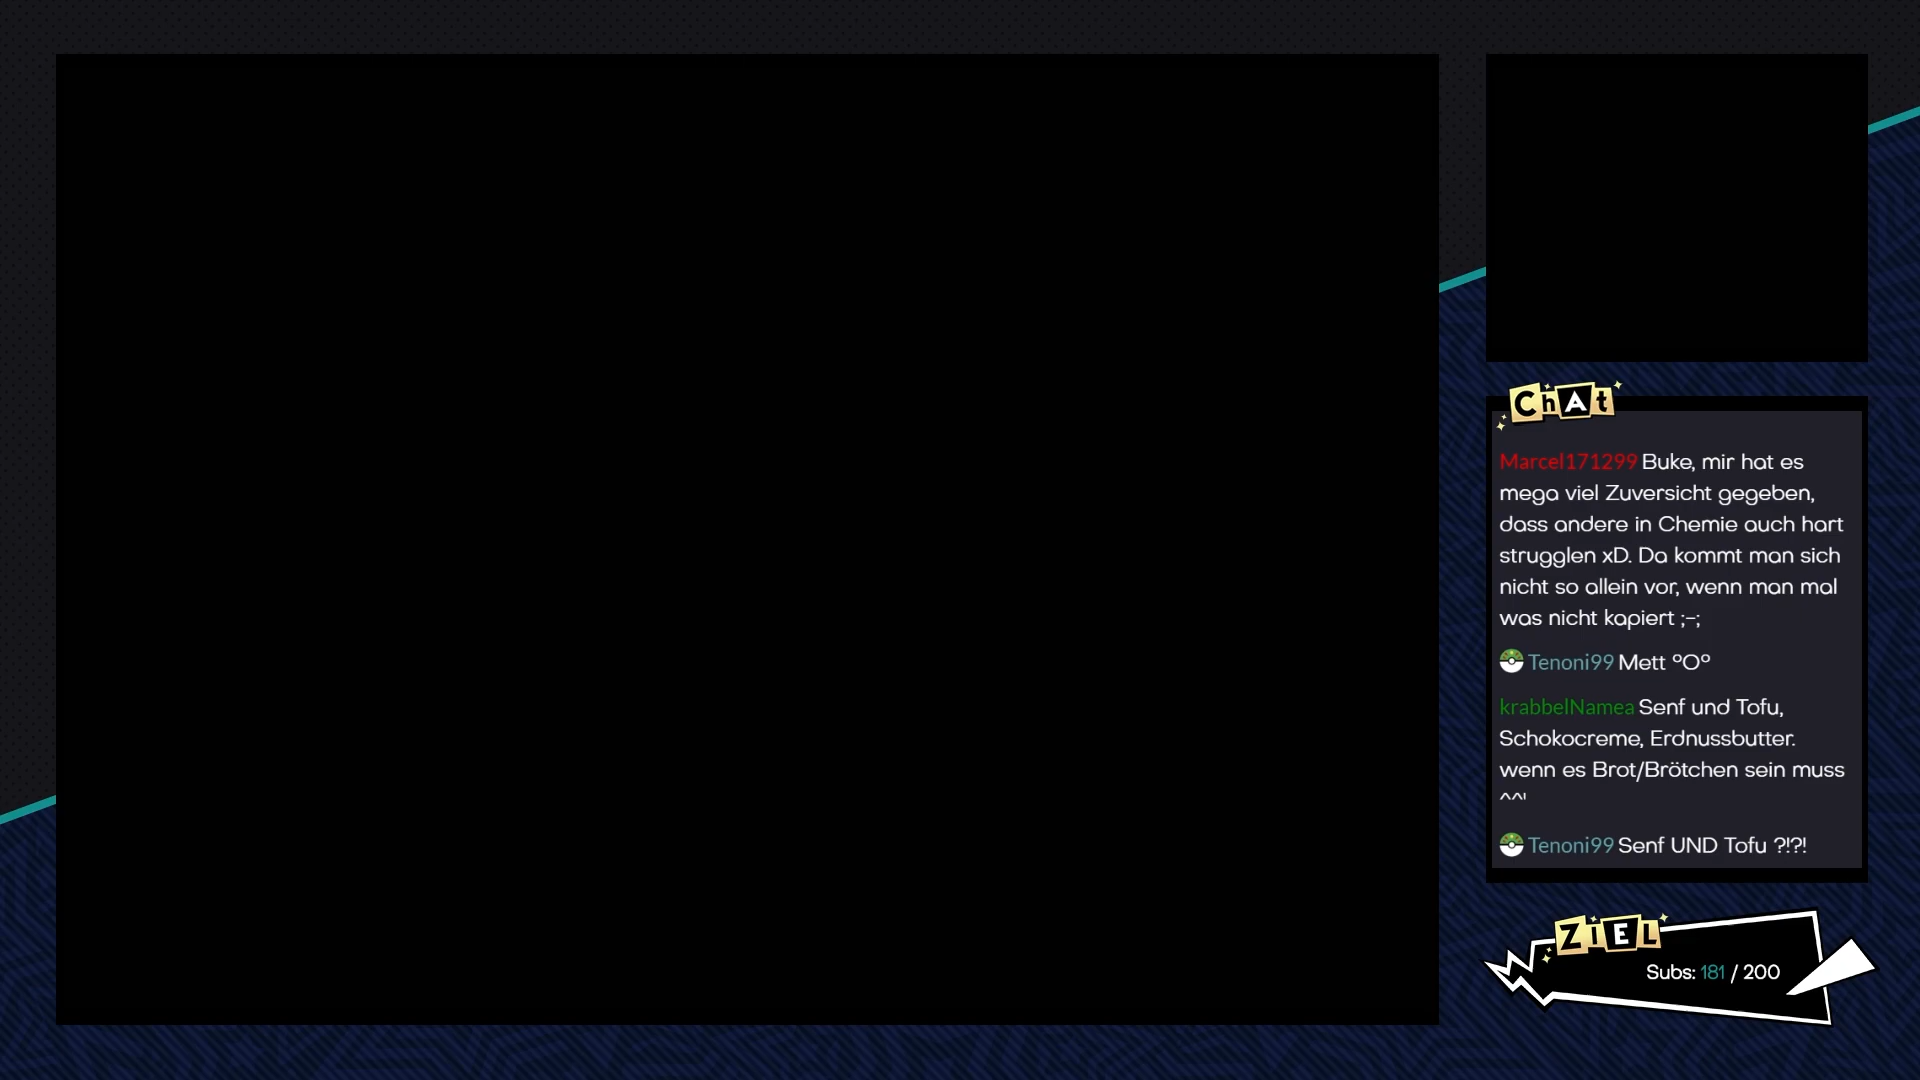 ChAt
Marcel171299 Buke, mir hat es
mega viel Zuversicht gegeben,
dass andere in Chemie auch hart
strugglen xD. Da kommt man sich
nicht so allein vor, wenn man mal
was nicht kapiert ;-;
Tenoni99 Mett °O°
krabbelNamea Senf und Tofu,
Schokocreme, Erdnussbutter.
wenn es Brot/Brötchen sein muss
^^'
Tenoni99 Senf UND Tofu ?!?!
ZiEL
Subs: 181 / 200